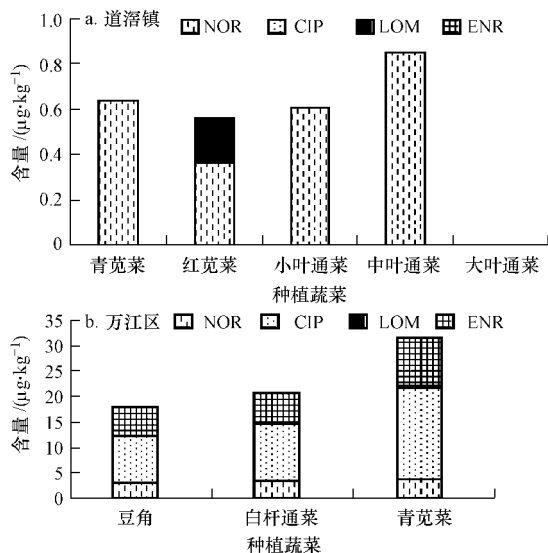 a. 道滘镇
NOR CIP LOM ENR
1.0
0.8
0.6
0.4
0.2
0
含量/(μg·kg⁻¹)
青苋菜 红苋菜 小叶通菜 中叶通菜 大叶通菜
种植蔬菜
b. 万江区
NOR CIP LOM ENR
35
30
25
20
15
10
5
0
含量/(μg·kg⁻¹)
豆角 白杆通菜 青苋菜
种植蔬菜